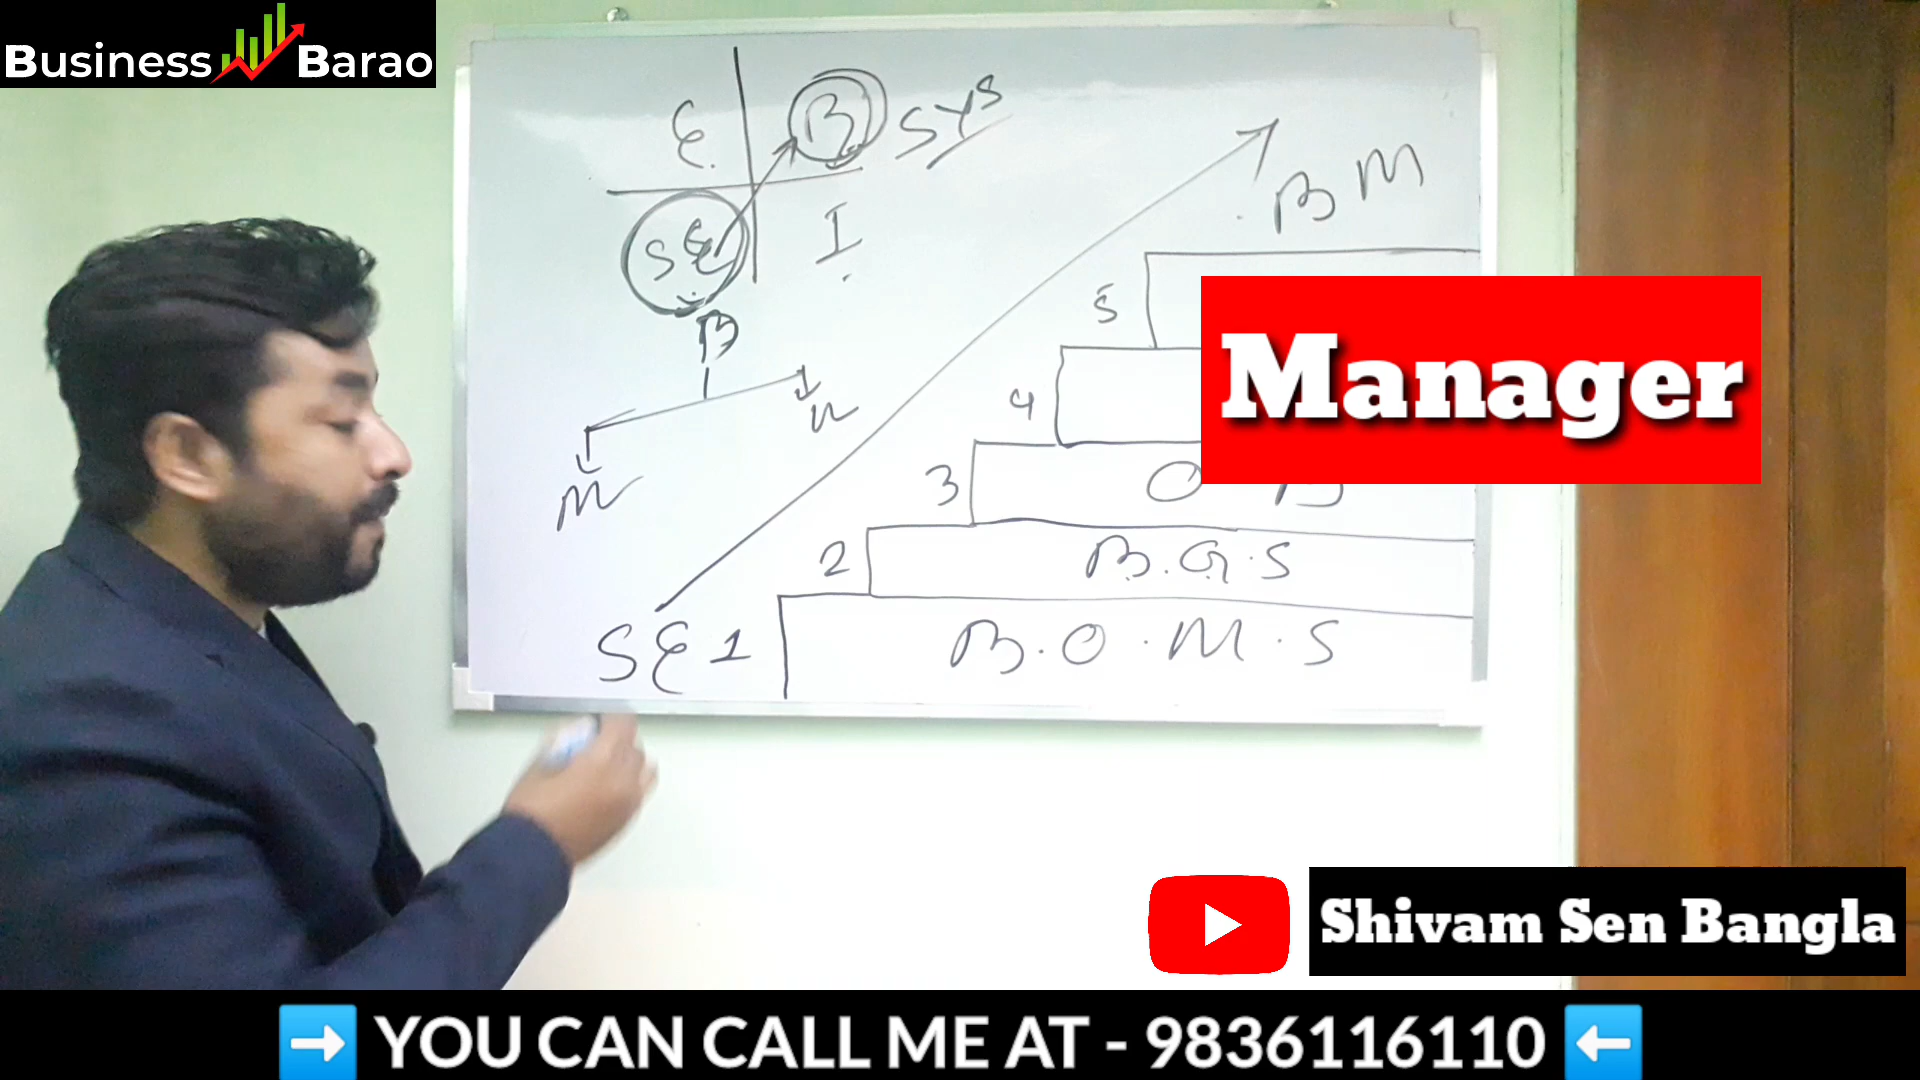 Business Barao
E
B
SYS
SE
I
B
M
M
BM
5
Manager
4
3
O
2
B.G.S
SE 1
B.O.M.S
Shivam Sen Bangla
YOU CAN CALL ME AT - 9836116110